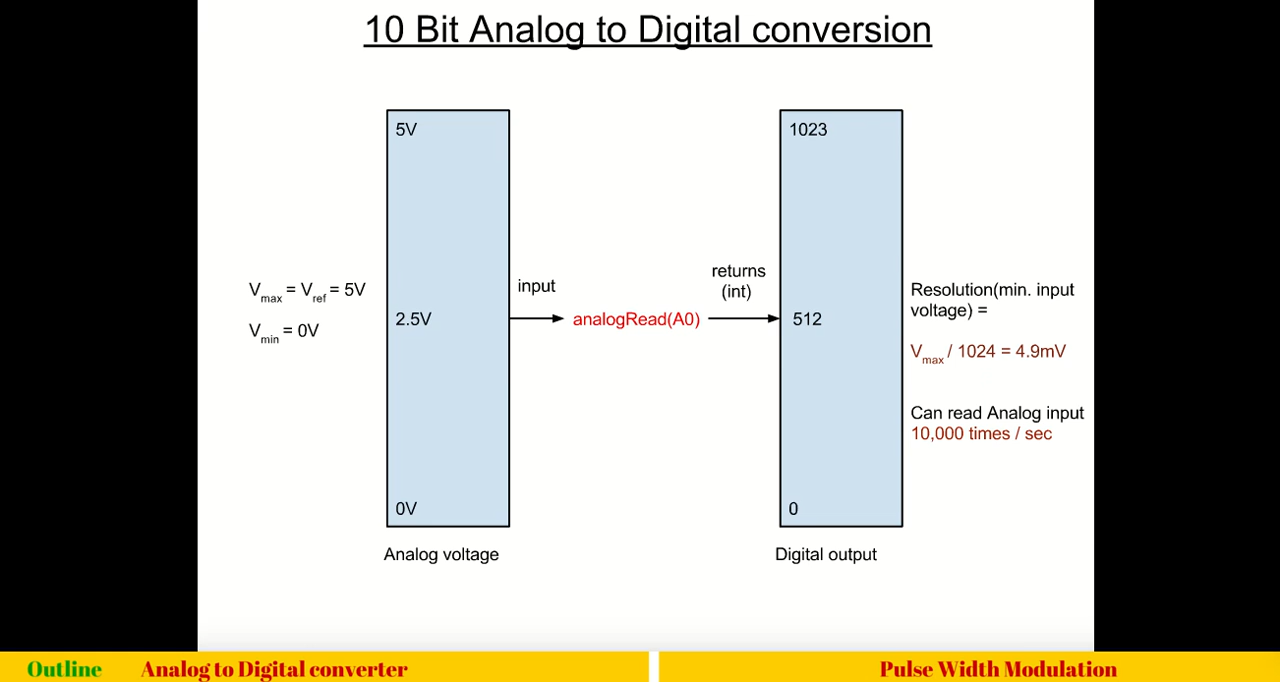 10 Bit Analog to Digital conversion
5V
1023
returns
(int)
input
Vmax = Vref = 5V
Vmin = 0V
2.5V
analogRead(A0)
512
Resolution(min. input
voltage) =
Vmax / 1024 = 4.9mV
Can read Analog input
10,000 times / sec
0V
0
Analog voltage
Digital output
Outline
Analog to Digital converter
Pulse Width Modulation